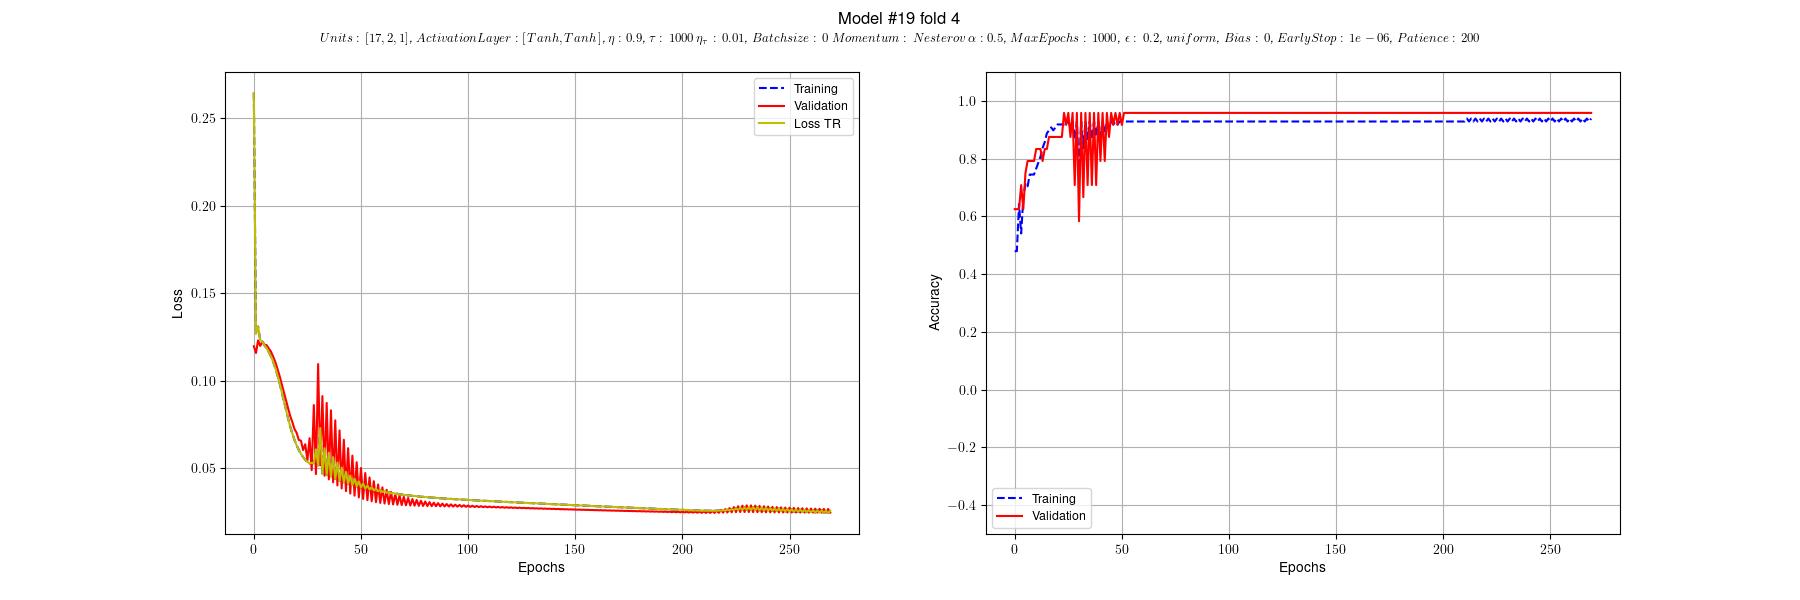 Model #19 fold 4
Units : [17, 2, 1], ActivationLayer : [Tanh, Tanh], η : 0.9, τ : 1000 ητ : 0.01, Batchsize : 0 Momentum : Nesterov α : 0.5, MaxEpochs : 1000, ϵ : 0.2, uniform, Bias : 0, EarlyStop : 1e − 06, Patience : 200
Training
Validation
Loss TR
0.25
0.20
0.15
0.10
0.05
Loss
0 50 100 150 200 250
Epochs
1.0
0.8
0.6
0.4
0.2
0.0
−0.2
−0.4
Accuracy
Training
Validation
0 50 100 150 200 250
Epochs